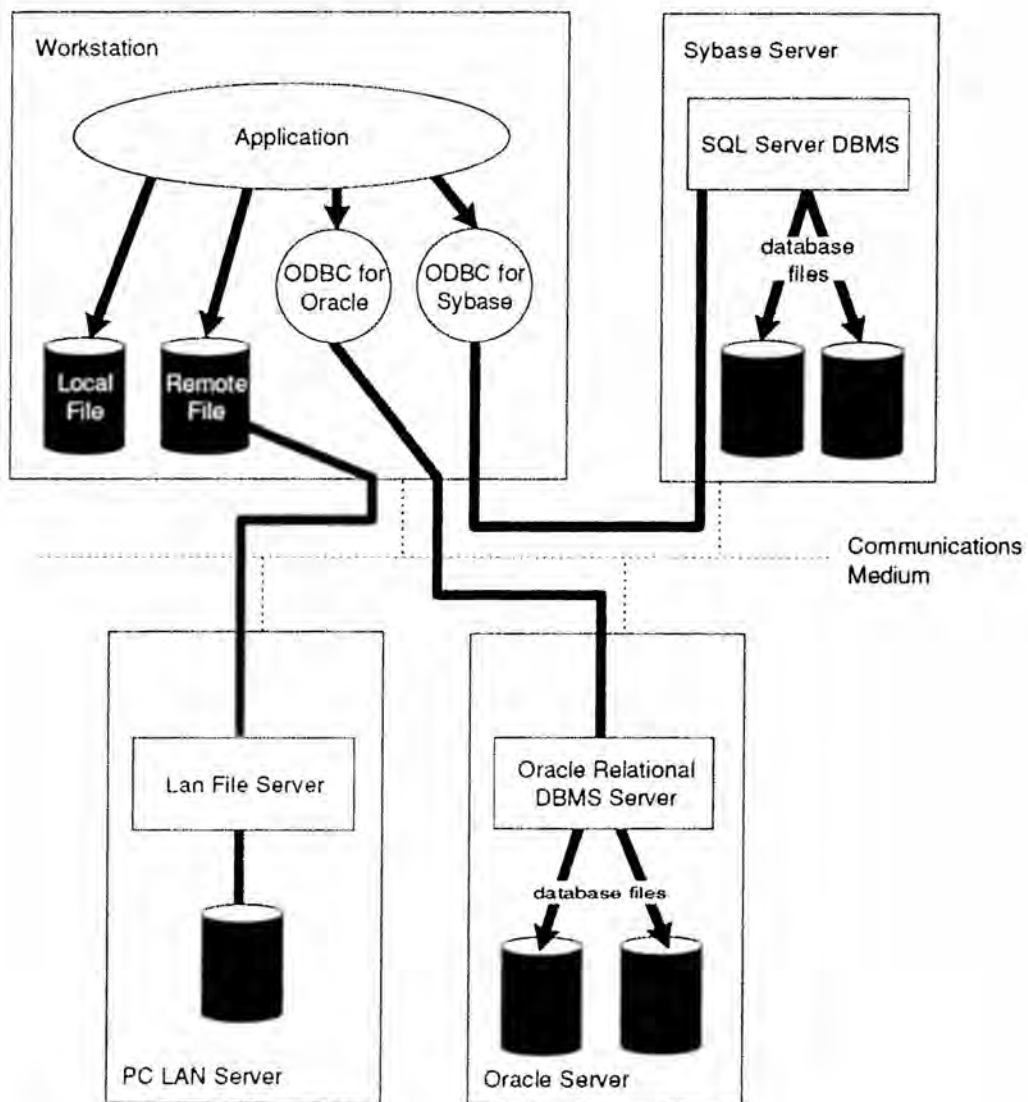 Workstation
Application
ODBC for
Oracle
ODBC for
Sybase
Local
File
Remote
File
Sybase Server
SQL Server DBMS
database
files
Communications
Medium
Lan File Server
PC LAN Server
Oracle Relational
DBMS Server
database files
Oracle Server